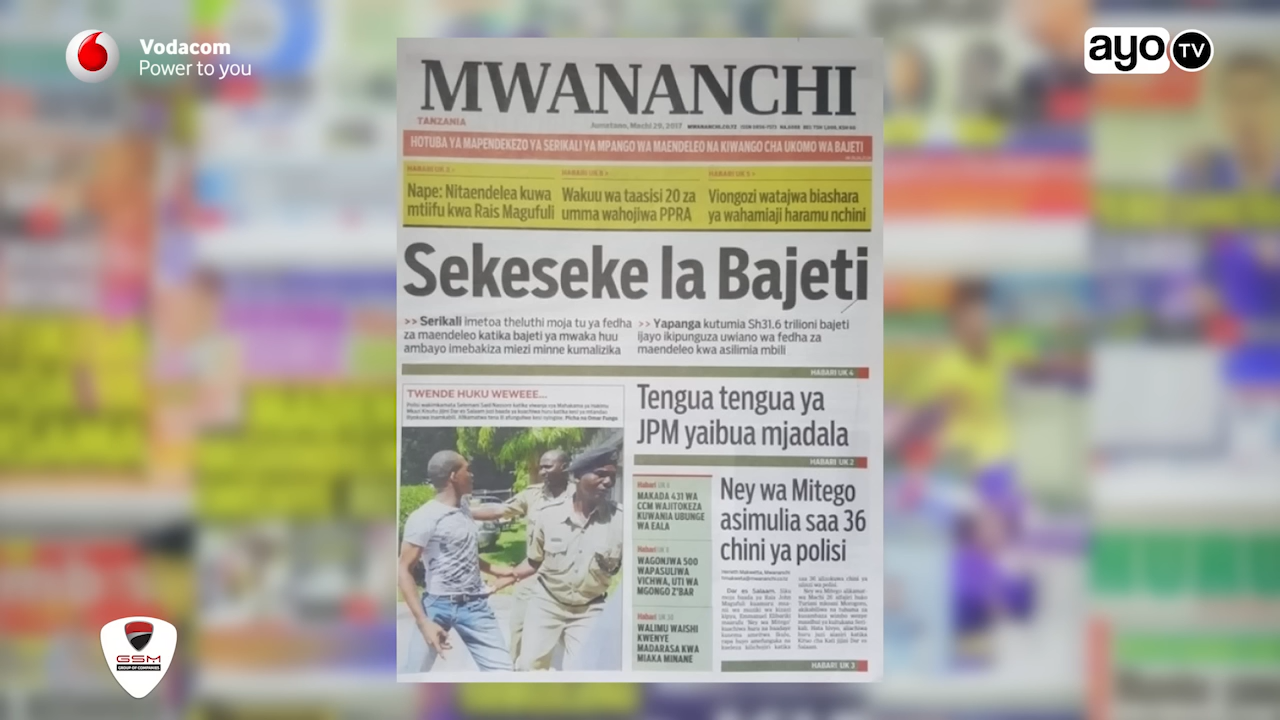 Vodacom
Power to you
ayo TV
MWANANCHI
TANZANIA
Jumatano, Machi 29, 2017
HOTUBA YA MAPENDEKEZO YA SERIKALI YA MPANGO WA MAENDELEO NA KIWANGO CHA UKOMO WA BAJETI
Nape: Nitaendelea kuwa
mtiifu kwa Rais Magufuli
Wakuu wa taasisi 20 za
umma wahojiwa PPRA
Viongozi watajwa biashara
ya wahamiaji haramu nchini
Sekeseke la Bajeti
>> Serikali imetoa theluthi moja tu ya fedha
za maendeleo katika bajeti ya mwaka huu
ambayo imebakiza miezi minne kumalizika
>> Yapanga kutumia Sh31.6 trilioni bajeti
ijayo ikipunguza uwiano wa fedha za
maendeleo kwa asilimia mbili
HABARI UK 4
TWENDE HUKU WEWEEE...
Tengua tengua ya
JPM yaibua mjadala
HABARI UK 2
MAKADA 431 WA
CCM WAJITOKEZA
KUWANIA UBUNGE
WA EALA
WAGONJWA 500
WAPASULIWA
VICHWA, UTI WA
MGONGO Z'BAR
WALIMU WAISHI
KWENYE
MADARASA KWA
MIAKA MINANE
Ney wa Mitego
asimulia saa 36
chini ya polisi
HABARI UK 3
GSM
GROUP OF COMPANIES